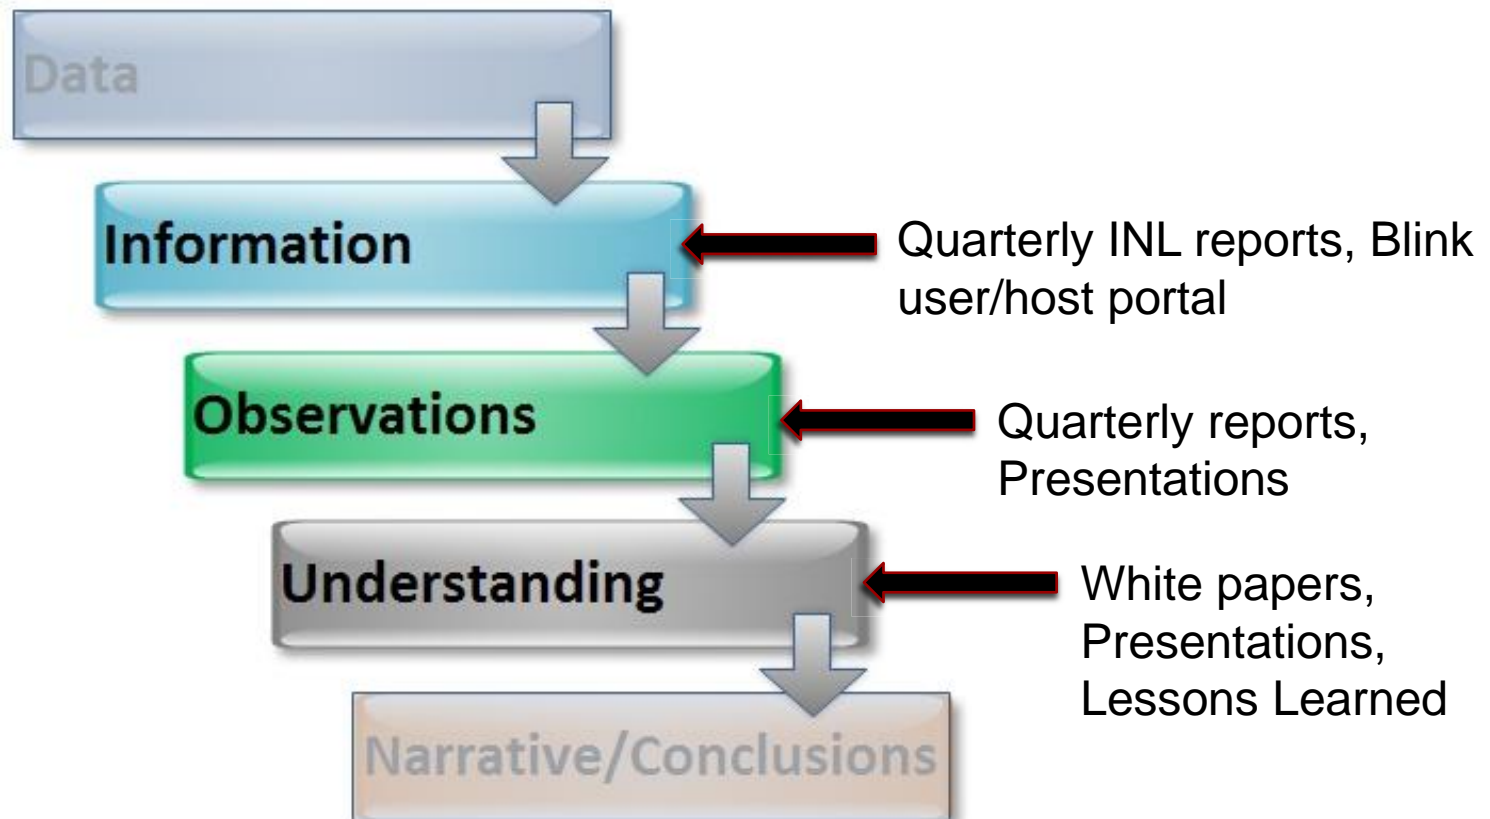 Data
Information
Quarterly INL reports, Blink
user/host portal
Observations
Quarterly reports,
Presentations
Understanding
White papers,
Presentations,
Lessons Learned
Narrative/Conclusions